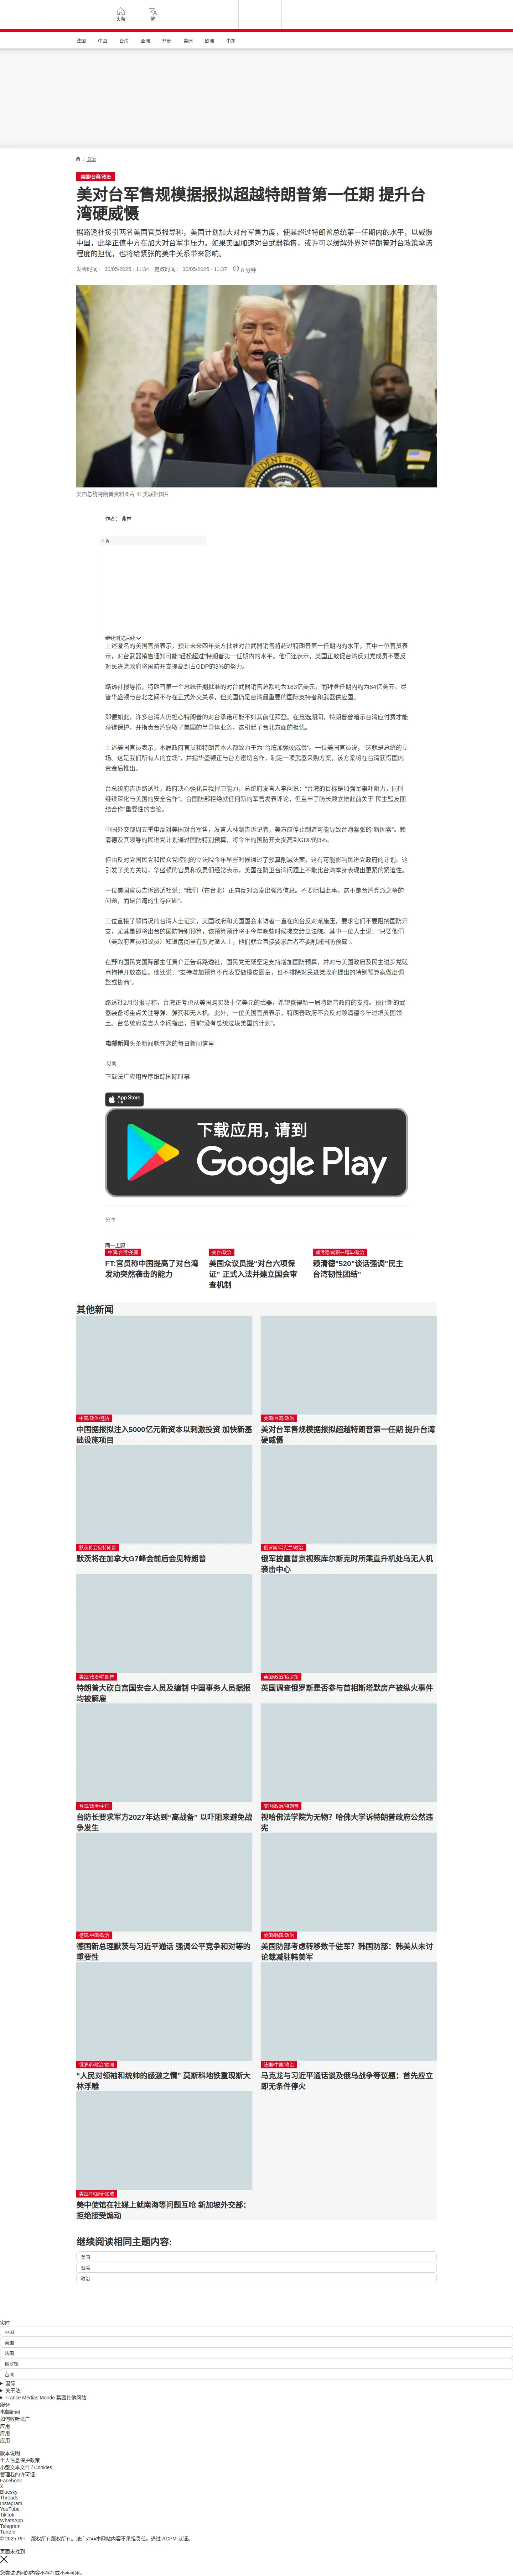 头条
繁
法国
中国
台湾
亚洲
非洲
美洲
欧洲
中东
/ 政治
美国/台湾/政治
美对台军售规模据报拟超越特朗普第一任期 提升台
湾硬威慑
据路透社援引两名美国官员报导称，美国计划加大对台军售力度，使其超过特朗普总统第一任期内的水平，以威慑
中国，此举正值中方在加大对台军事压力。如果美国加速对台武器销售，或许可以缓解外界对特朗普对台政策承诺
程度的担忧，也将给紧张的美中关系带来影响。
发表时间： 30/05/2025 - 11:34 更改时间： 30/05/2025 - 11:37 6 分钟
美国总统特朗普资料图片 © 美联社图片
作者： 弗林
广告
继续浏览后续
上述匿名的美国官员表示，预计未来四年美方批准对台武器销售将超过特朗普第一任期内的水平，其中一位官员表
示，对台武器销售通知可能“轻松超过”特朗普第一任期内的水平。他们还表示，美国正敦促台湾反对党成员不要反
对民进党政府将国防开支提高到占GDP的3%的努力。
路透社报导指，特朗普第一个总统任期批准的对台武器销售总额约为183亿美元，而拜登任期内约为84亿美元。尽
管华盛顿与台北之间不存在正式外交关系，但美国仍是台湾最重要的国际支持者和武器供应国。
即便如此，许多台湾人仍担心特朗普的对台承诺可能不如其前任拜登。在竞选期间，特朗普曾暗示台湾应付费才能
获得保护，并指责台湾窃取了美国的半导体业务，这引起了台北方面的担忧。
上述美国官员表示，本届政府官员和特朗普本人都致力于为“台湾加强硬威慑”。一位美国官员说，“这就是总统的立
场。这是我们所有人的立场”，并指华盛顿正与台方密切合作，制定一项武器采购方案，该方案将在台湾获得国内
资金后推出。
台总统府告诉路透社，政府决心强化自我捍卫能力，总统府发言人李问说：“台湾的目标是加强军事吓阻力，同时
继续深化与美国的安全合作”。台国防部拒绝就任何新的军售发表评论，但重申了防长顾立雄此前关于“民主盟友团
结合作”重要性的言论。
中国外交部周五重申反对美国对台军售，发言人林剑告诉记者，美方应停止制造可能导致台海紧张的“新因素”。赖
清德及其领导的民进党计划通过国防特别预算，将今年的国防开支提高到GDP的3%。
但由反对党国民党和民众党控制的立法院今年早些时候通过了预算削减法案，这有可能影响民进党政府的计划。这
引发了美方关切，华盛顿的官员和议员们经常表示，美国在防卫台湾问题上不能比台湾本身表现出更紧的紧迫性。
一位美国官员告诉路透社说：“我们（在台北）正向反对派发出强烈信息。不要阻挡此事。这不是台湾党派之争的
问题，而是台湾的生存问题”。
三位直接了解情况的台湾人士证实，美国政府和美国国会来访者一直在向台反对派施压，要求它们不要阻挠国防开
支，尤其是即将出台的国防特别预算，该预算预计将于今年晚些时候提交给立法院。其中一位人士说：“只要他们
（美政府官员和议员）知道房间里有反对派人士，他们就会直接要求后者不要削减国防预算”。
在野的国民党国际部主任黄介正告诉路透社，国民党无疑坚定支持增加国防预算，并对与美国政府及民主进步党磋
商抱持开放态度。他还说：“支持增加预算不代表要做橡皮图章，也不排除对民进党政府提出的特别预算案做出调
整或协商”。
路透社2月份报导称，台湾正考虑从美国购买数十亿美元的武器，希望赢得新一届特朗普政府的支持。预计新的武
器装备将重点关注导弹、弹药和无人机。此外，一位美国官员表示，特朗普政府不会反对赖清德今年过境美国领
土。台总统府发言人李问指出，目前“没有总统过境美国的计划”。
电邮新闻头条新闻就在您的每日新闻信里
订阅
下载法广应用程序跟踪国际时事
App Store
下载
下载应用，请到
Google Play
分享 :
同一主题
中国/台湾/美国
FT:官员称中国提高了对台湾
发动突然袭击的能力
美台/政治
美国众议员提“对台六项保
证” 正式入法并建立国会审
查机制
赖清德/就职一周年/政治
赖清德"520"谈话强调"民主
台湾韧性团结"
其他新闻
中国/政治/经济
中国据报拟注入5000亿元新资本以刺激投资 加快新基
础设施项目
美国/台湾/政治
美对台军售规模据报拟超越特朗普第一任期 提升台湾
硬威慑
默茨将会见特朗普
默茨将在加拿大G7峰会前后会见特朗普
俄罗斯/乌克兰/政治
俄军披露普京视察库尔斯克时所乘直升机处乌无人机
袭击中心
美国/政治/特朗普
特朗普大砍白宫国安会人员及编制 中国事务人员据报
均被解雇
英国/政治/俄罗斯
英国调查俄罗斯是否参与首相斯塔默房产被纵火事件
台湾/政治/中国
台防长要求军方2027年达到“高战备” 以吓阻来避免战
争发生
美国/政治/特朗普
视哈佛法学院为无物？哈佛大学诉特朗普政府公然违
宪
德国/中国/政治
德国新总理默茨与习近平通话 强调公平竞争和对等的
重要性
美国/韩国/政治
美国防部考虑转移数千驻军？韩国防部：韩美从未讨
论裁减驻韩美军
俄罗斯/政治/欧洲
“人民对领袖和统帅的感激之情” 莫斯科地铁重现斯大
林浮雕
法国/中国/政治
马克龙与习近平通话谈及俄乌战争等议题：首先应立
即无条件停火
美国/中国/新加坡
美中使馆在社媒上就南海等问题互呛 新加坡外交部：
拒绝接受煽动
继续阅读相同主题内容:
美国
台湾
政治
实时
中国
美国
法国
俄罗斯
台湾
国际
关于法广
France Médias Monde 集团其他网站
服务
电邮新闻
如何收听法广
应用
应用
应用
版本说明
个人信息保护政策
小型文本文件 / Cookies
管理我的许可证
Facebook
X
Bluesky
Threads
Instagram
YouTube
TikTok
WhatsApp
Telegram
TuneIn
© 2025 RFI – 版权所有版权所有。法广对非本网站内容不承担责任。通过 ACPM 认证。
页面未找到
您尝试访问的内容不存在或不再可用。